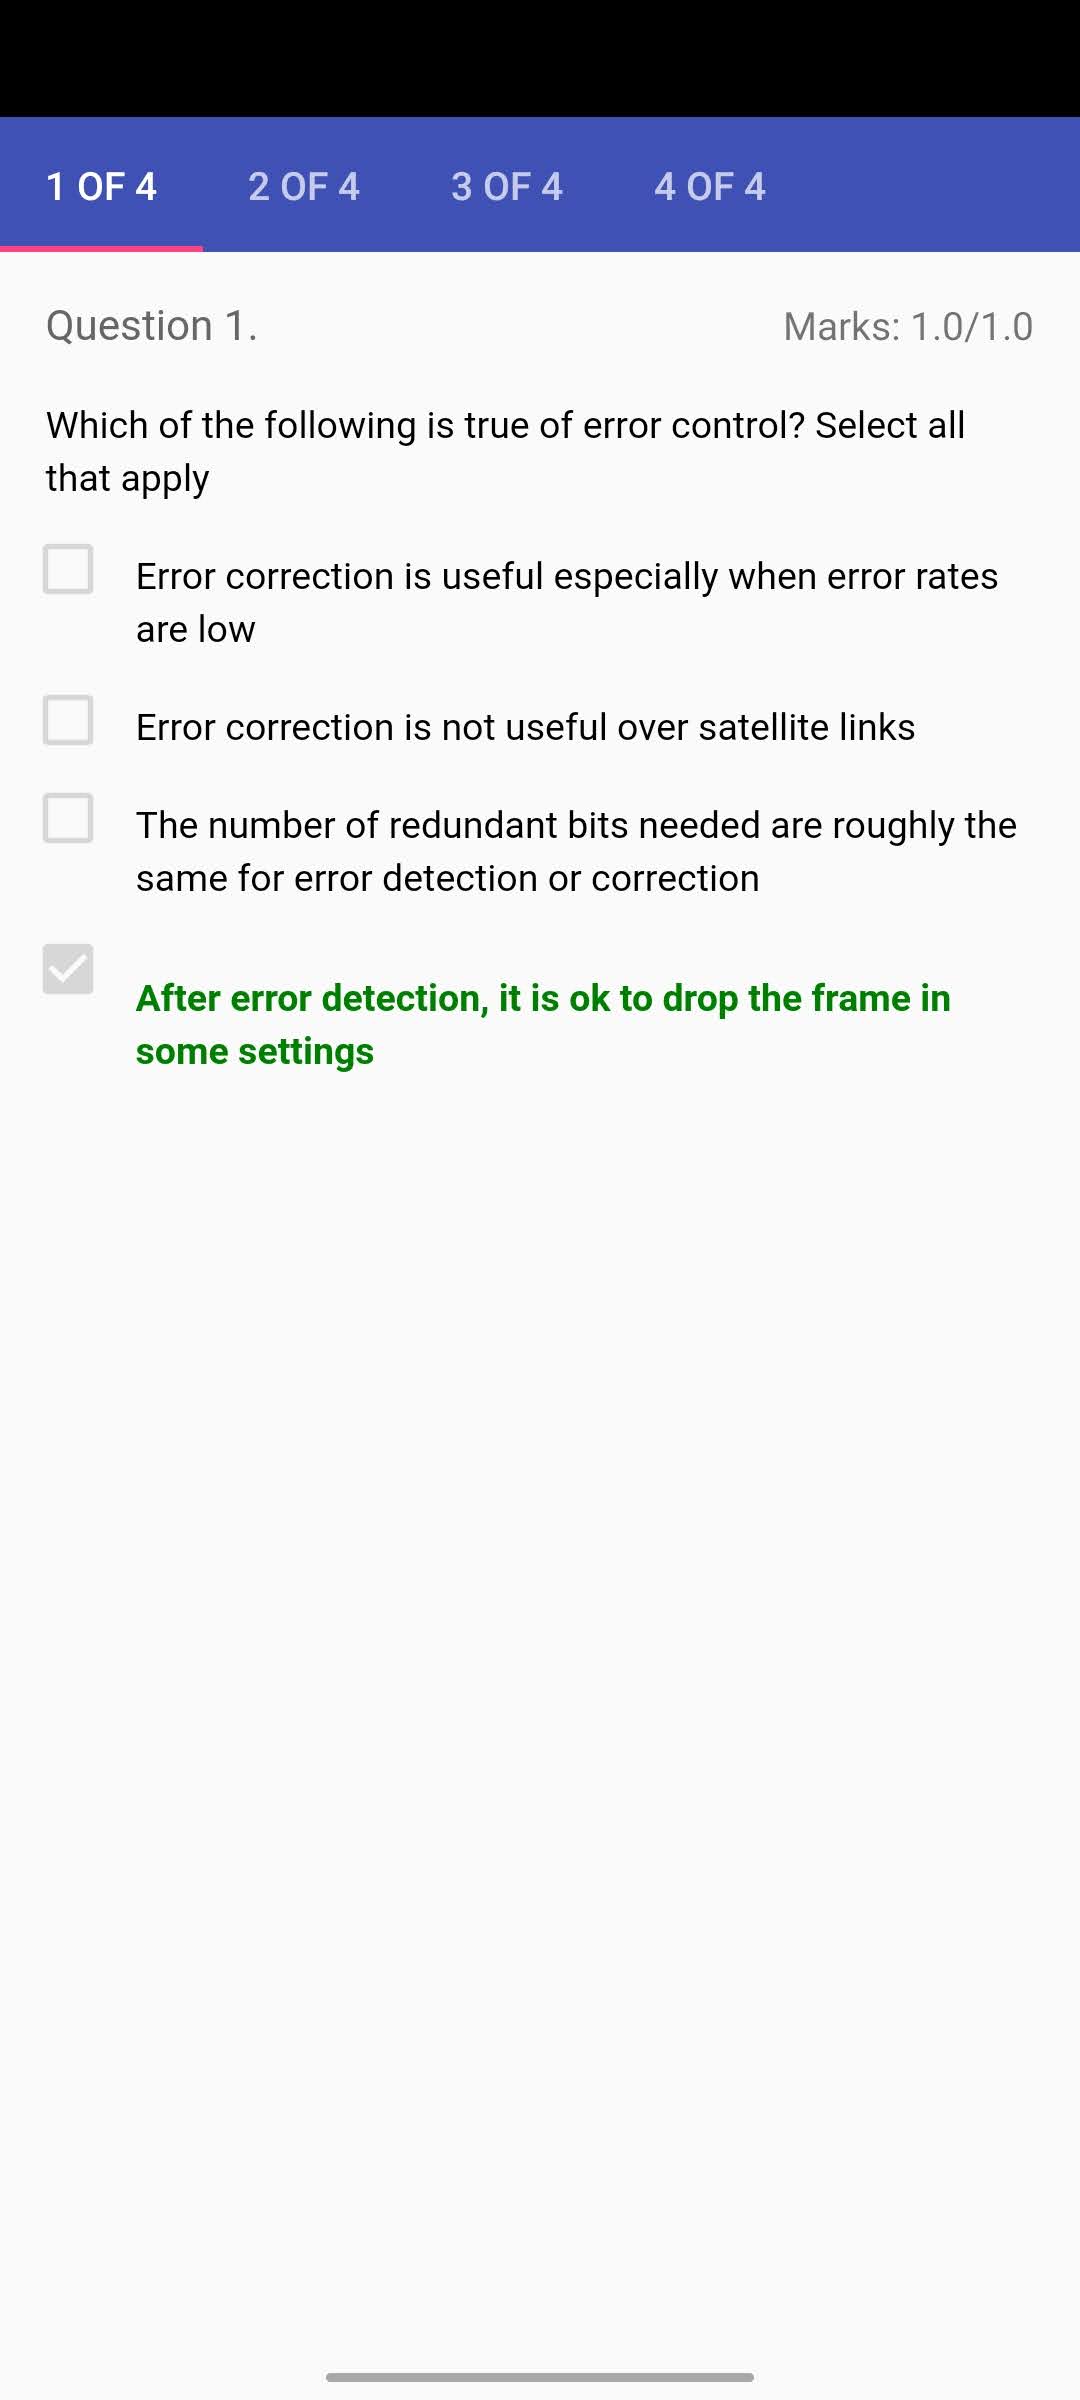 1 OF 4 2 OF 4 3 OF 4 4 OF 4
Question 1. Marks: 1.0/1.0
Which of the following is true of error control? Select all
that apply
Error correction is useful especially when error rates
are low
Error correction is not useful over satellite links
The number of redundant bits needed are roughly the
same for error detection or correction
After error detection, it is ok to drop the frame in
some settings